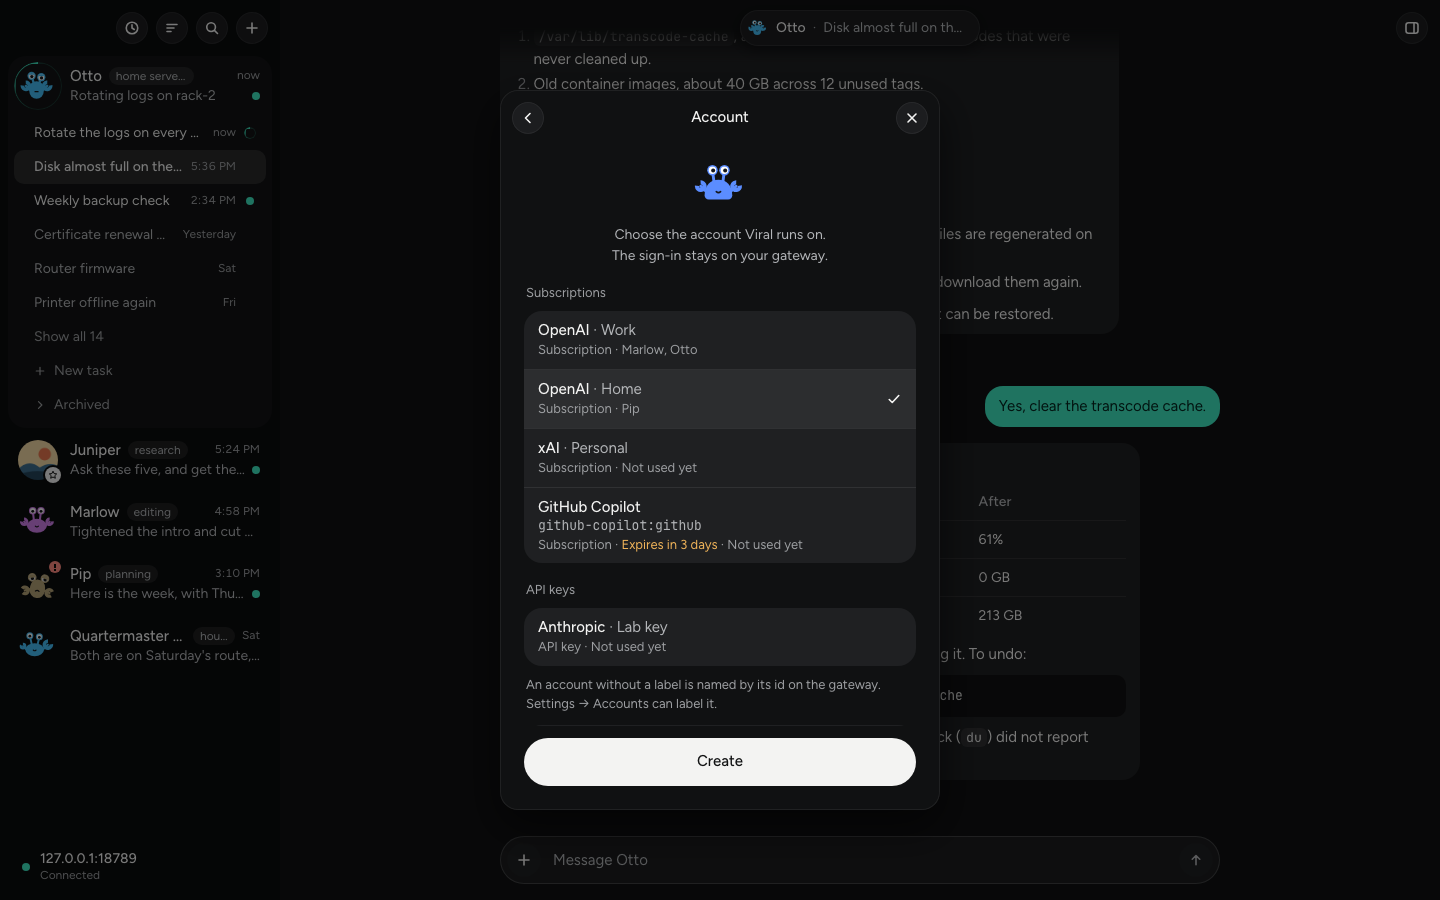 Otto home serve... now
Rotating logs on rack-2
Rotate the logs on every ... now
Disk almost full on the... 5:36 PM
Weekly backup check 2:34 PM
Certificate renewal ... Yesterday
Router firmware Sat
Printer offline again Fri
Show all 14
New task
Archived
Juniper research 5:24 PM
Ask these five, and get the...
Marlow editing 4:58 PM
Tightened the intro and cut ...
Pip planning 3:10 PM
Here is the week, with Thu...
Quartermaster ... hou... Sat
Both are on Saturday's route,...
127.0.0.1:18789
Connected
Otto · Disk almost full on th...
1. /var/lib/transcode-cache, that were
never cleaned up.
2. Old container images, about 40 GB across 12 unused tags.
are regenerated on
download them again.
can be restored.
Yes, clear the transcode cache.
After
61%
0 GB
213 GB
it. To undo:
(du) did not report
Message Otto
Account
Choose the account Viral runs on.
The sign-in stays on your gateway.
Subscriptions
OpenAI · Work
Subscription · Marlow, Otto
OpenAI · Home
Subscription · Pip
xAI · Personal
Subscription · Not used yet
GitHub Copilot
github-copilot:github
Subscription · Expires in 3 days · Not used yet
API keys
Anthropic · Lab key
API key · Not used yet
An account without a label is named by its id on the gateway.
Settings → Accounts can label it.
Create